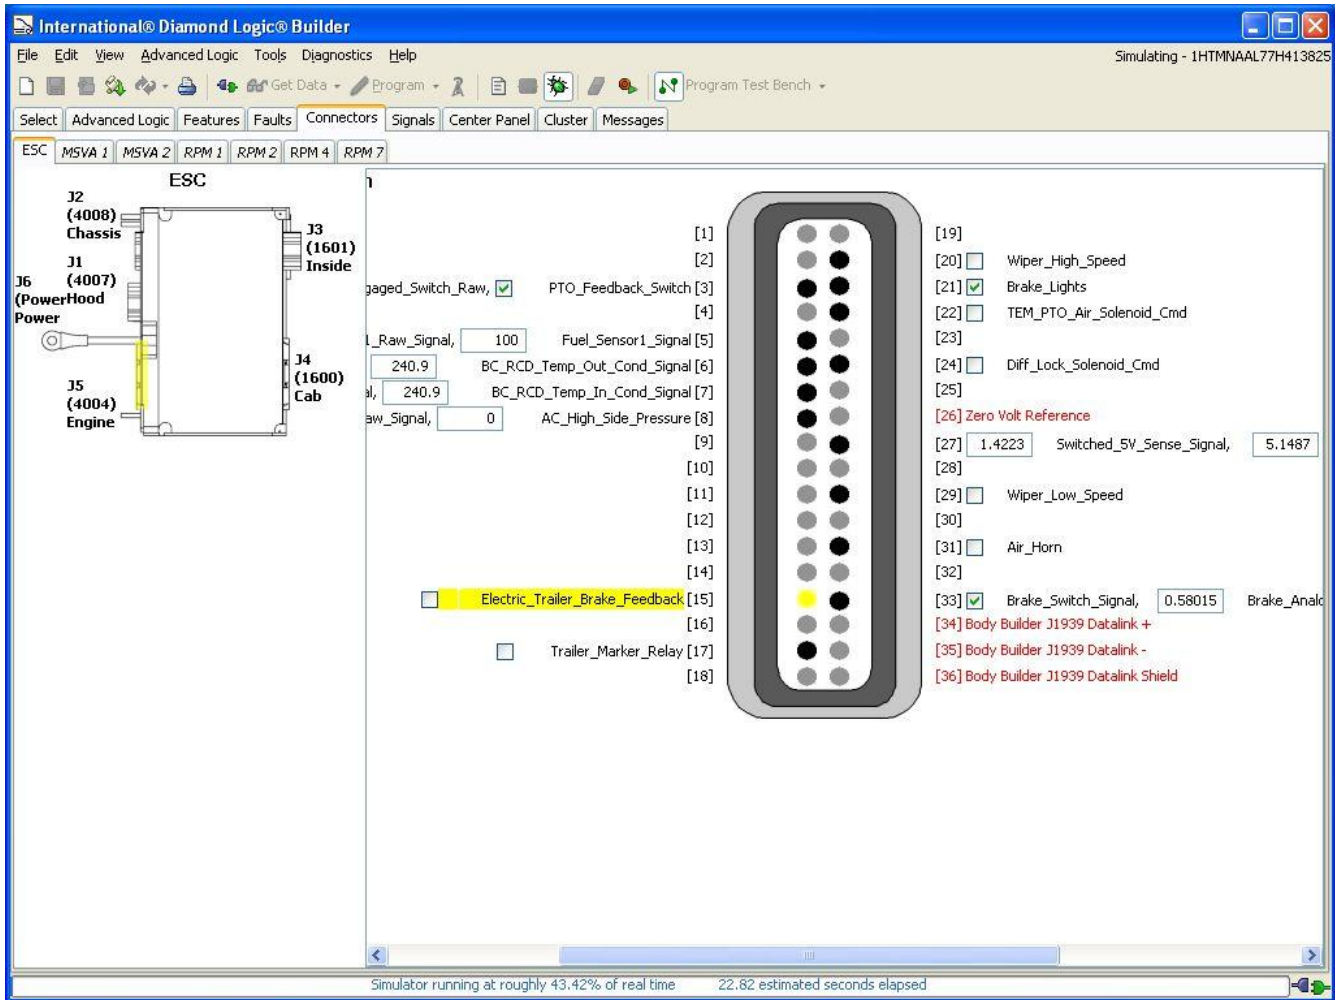 International® Diamond Logic® Builder
File Edit View Advanced Logic Tools Diagnostics Help
Simulating - 1HTMNAAL77H413825
Get Data Program Program Test Bench
Select Advanced Logic Features Faults Connectors Signals Center Panel Cluster Messages
ESC MSVA 1 MSVA 2 RPM 1 RPM 2 RPM 4 RPM 7
ESC
J2
(4008)
Chassis
J3
(1601)
Inside
J1
(4007)
Hood
J6
(Power
Power
J4
(1600)
Cab
J5
(4004)
Engine
[1] [19]
[2] [20] Wiper_High_Speed
gaged_Switch_Raw, PTO_Feedback_Switch [3] [21] Brake_Lights
[4] [22] TEM_PTO_Air_Solenoid_Cmd
1_Raw_Signal, 100 Fuel_Sensor1_Signal [5] [23]
240.9 BC_RCD_Temp_Out_Cond_Signal [6] [24] Diff_Lock_Solenoid_Cmd
al, 240.9 BC_RCD_Temp_In_Cond_Signal [7] [25]
aw_Signal, 0 AC_High_Side_Pressure [8] [26] Zero Volt Reference
[9] [27] 1.4223 Switched_5V_Sense_Signal, 5.1487
[10] [28]
[11] [29] Wiper_Low_Speed
[12] [30]
[13] [31] Air_Horn
[14] [32]
Electric_Trailer_Brake_Feedback [15] [33] Brake_Switch_Signal, 0.58015 Brake_Analo
[16] [34] Body Builder J1939 Datalink +
Trailer_Marker_Relay [17] [35] Body Builder J1939 Datalink -
[18] [36] Body Builder J1939 Datalink Shield
Simulator running at roughly 43.42% of real time 22.82 estimated seconds elapsed